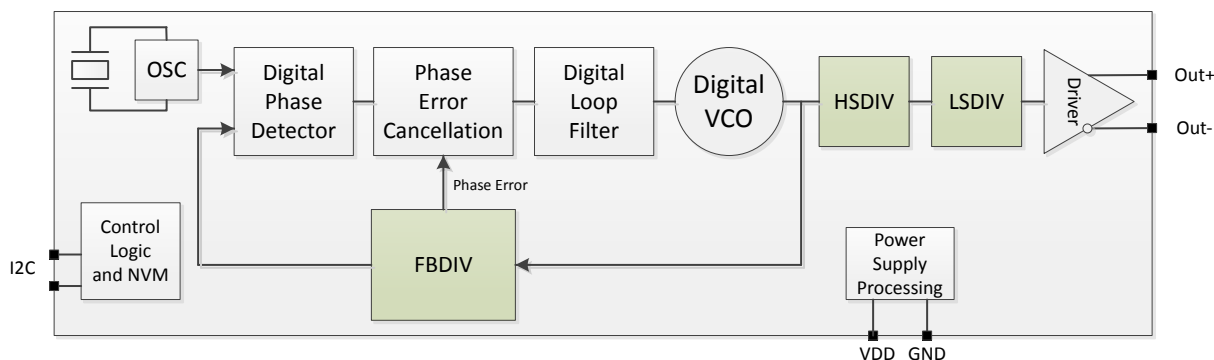 OSC
Digital
Phase
Detector
Phase
Error
Cancellation
Digital
Loop
Filter
Digital
VCO
HSDIV
LSDIV
Driver
Out+
Out-
Phase Error
FBDIV
Control
Logic
and NVM
I2C
Power
Supply
Processing
VDD
GND